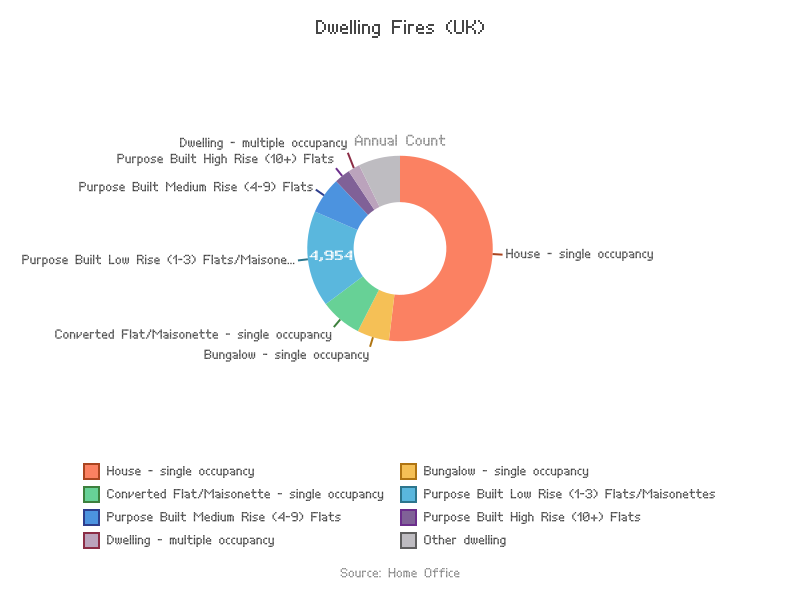 Dwelling Fires (UK)
Annual Count
Dwelling - multiple occupancy
Purpose Built High Rise (10+) Flats
Purpose Built Medium Rise (4-9) Flats
4,954
House - single occupancy
Purpose Built Low Rise (1-3) Flats/Maisone...
Converted Flat/Maisonette - single occupancy
Bungalow - single occupancy
House - single occupancy
Bungalow - single occupancy
Converted Flat/Maisonette - single occupancy
Purpose Built Low Rise (1-3) Flats/Maisonettes
Purpose Built Medium Rise (4-9) Flats
Purpose Built High Rise (10+) Flats
Dwelling - multiple occupancy
Other dwelling
Source: Home Office